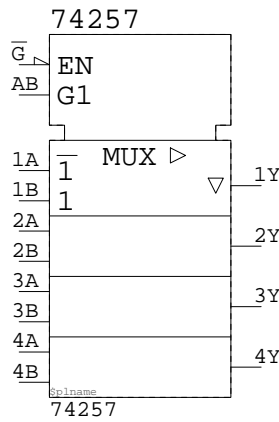 74257
G̅ EN
AB G1
MUX
1A 1̅
1Y
1B 1
2A
2Y
2B
3A
3Y
3B
4A
4Y
4B
$plname
74257